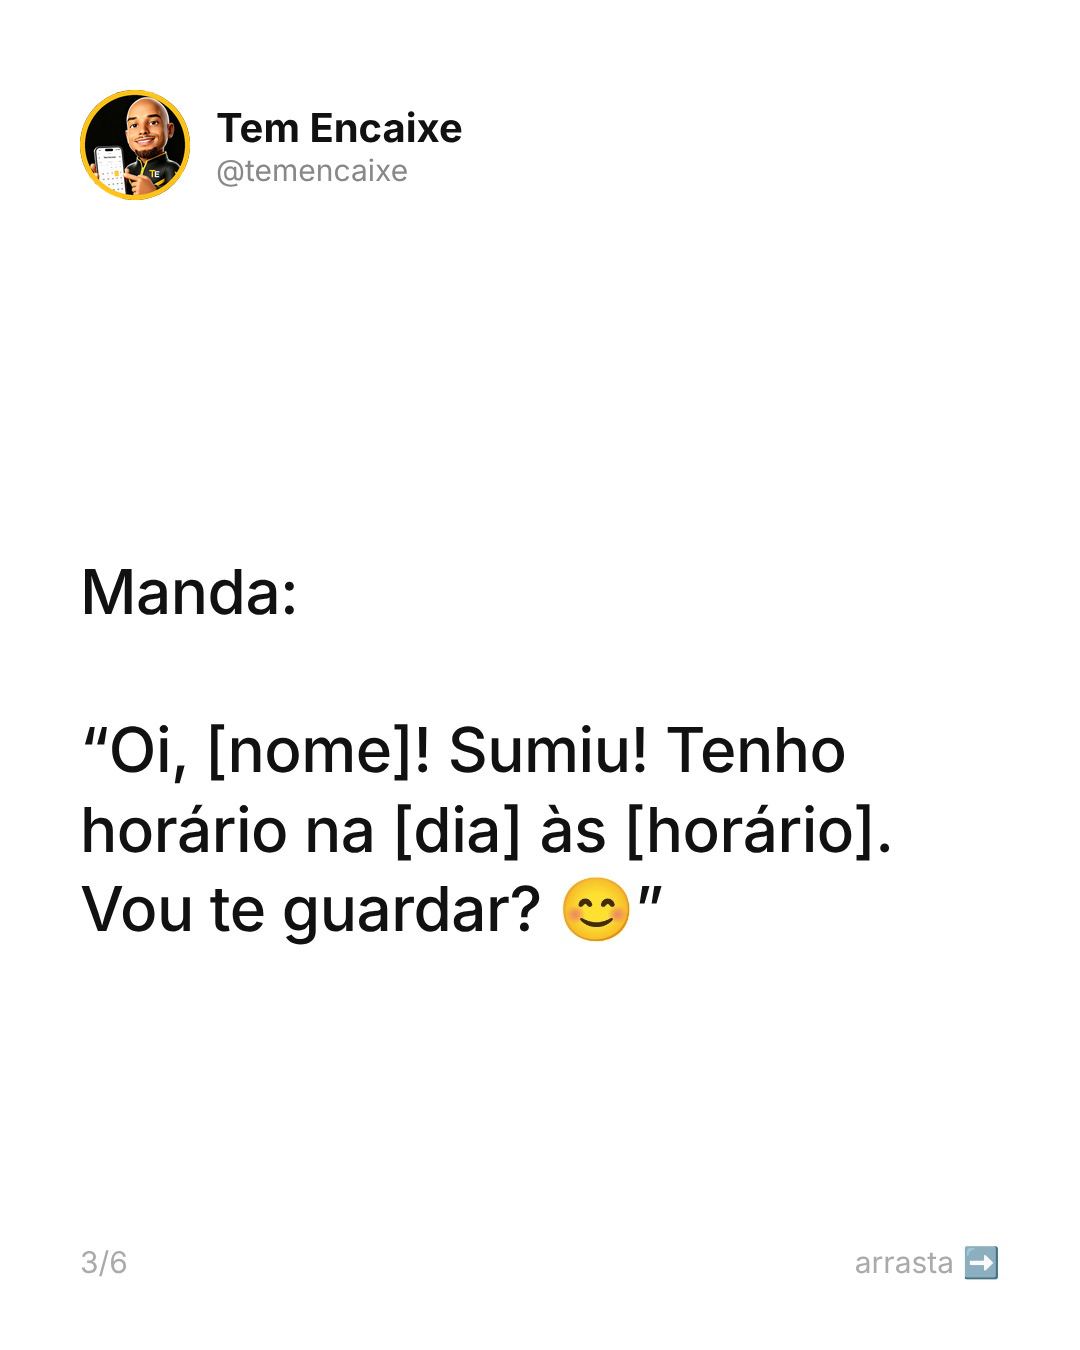 Tem Encaixe
@temencaixe
TE
Manda:
“Oi, [nome]! Sumiu! Tenho
horário na [dia] às [horário].
Vou te guardar? 😊”
3/6
arrasta ➡️